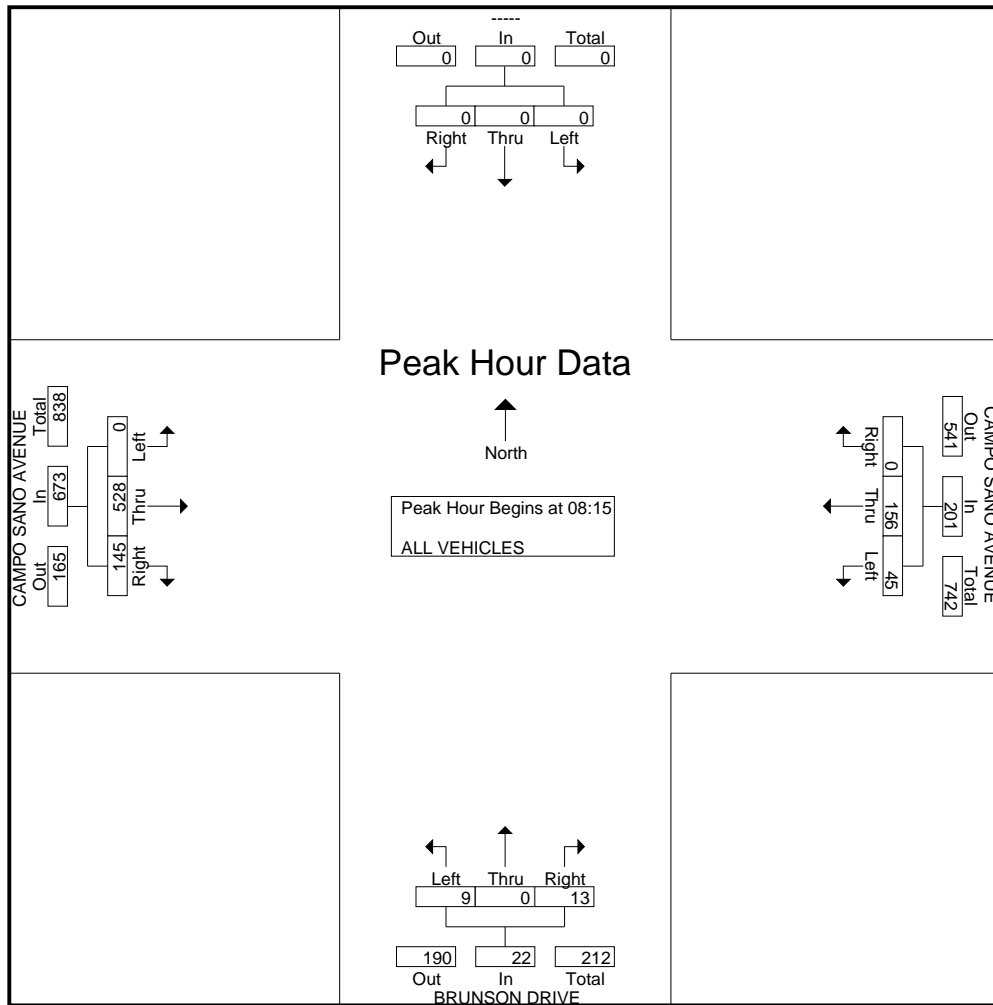 -----
Out In Total
0 0 0
0 0 0
Right Thru Left
Peak Hour Data
North
Peak Hour Begins at 08:15
ALL VEHICLES
CAMPO SANO AVENUE
Out In Total
165 673 838
0 528 145
Left Thru Right
CAMPO SANO AVENUE
Out In Total
541 201 742
0 156 45
Right Thru Left
Left Thru Right
9 0 13
190 22 212
Out In Total
BRUNSON DRIVE